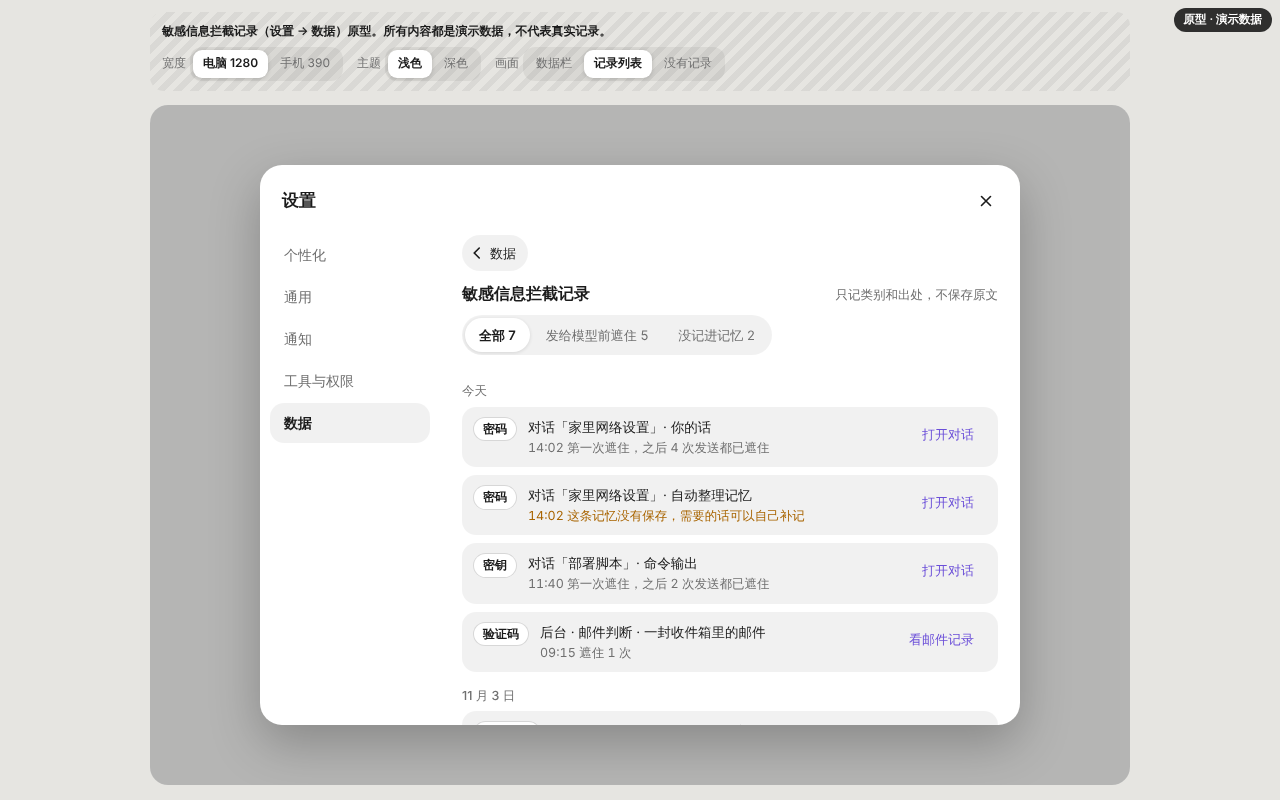 原型 · 演示数据
敏感信息拦截记录（设置 → 数据）原型。所有内容都是演示数据，不代表真实记录。
宽度 电脑 1280 手机 390 主题 浅色 深色 画面 数据栏 记录列表 没有记录
设置
个性化
通用
通知
工具与权限
数据
数据
敏感信息拦截记录
只记类别和出处，不保存原文
全部 7 发给模型前遮住 5 没记进记忆 2
今天
密码 对话「家里网络设置」· 你的话
14:02 第一次遮住，之后 4 次发送都已遮住
打开对话
密码 对话「家里网络设置」· 自动整理记忆
14:02 这条记忆没有保存，需要的话可以自己补记
打开对话
密钥 对话「部署脚本」· 命令输出
11:40 第一次遮住，之后 2 次发送都已遮住
打开对话
验证码 后台 · 邮件判断 · 一封收件箱里的邮件
09:15 遮住 1 次
看邮件记录
11 月 3 日